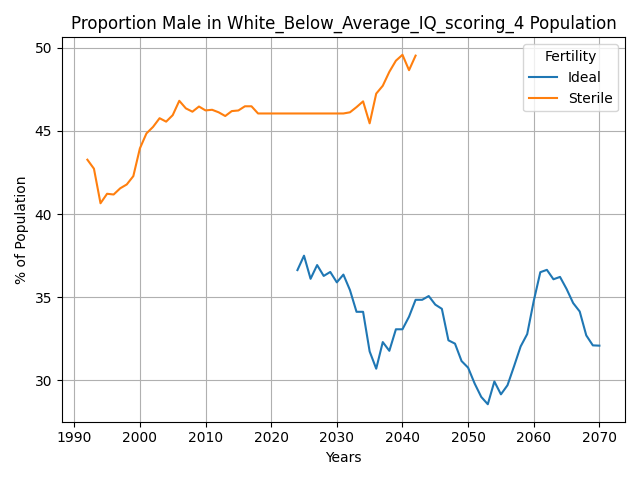 Proportion Male in White_Below_Average_IQ_scoring_4 Population
Fertility
Ideal
Sterile
% of Population
50
45
40
35
30
1990 2000 2010 2020 2030 2040 2050 2060 2070
Years